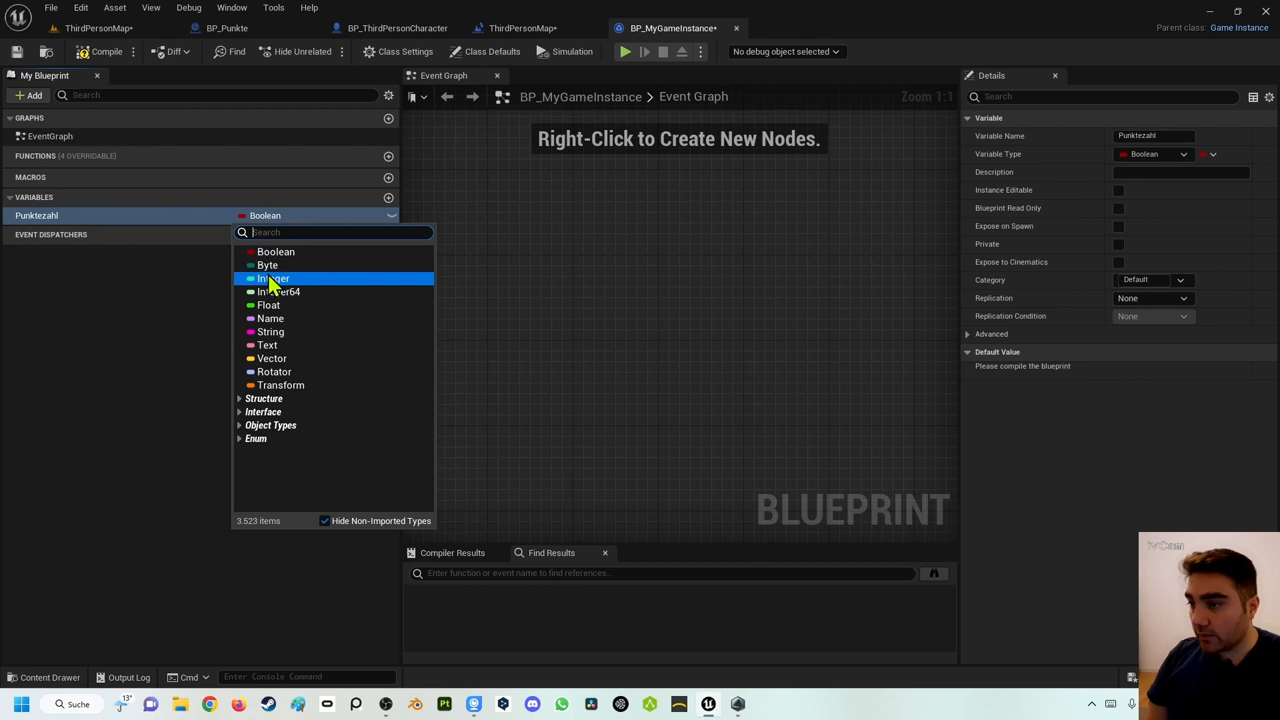 File Edit Asset View Debug Window Tools Help
ThirdPersonMap* BP_Punkte BP_ThirdPersonCharacter ThirdPersonMap* BP_MyGameInstance* Parent class: Game Instance
Compile Diff Find Hide Unrelated Class Settings Class Defaults Simulation No debug object selected
My Blueprint Event Graph Details
Add Search BP_MyGameInstance > Event Graph Zoom 1:1 Search
Right-Click to Create New Nodes.
GRAPHS
EventGraph
FUNCTIONS (4 OVERRIDABLE)
MACROS
VARIABLES
Punktezahl Boolean
EVENT DISPATCHERS
Search
Boolean
Byte
Integer64
Float
Name
String
Text
Vector
Rotator
Transform
Structure
Interface
Object Types
Enum
3.523 items Hide Non-Imported Types
Variable
Variable Name Punktezahl
Variable Type Boolean
Description
Instance Editable
Blueprint Read Only
Expose on Spawn
Private
Expose to Cinematics
Category Default
Replication None
Replication Condition None
Advanced
Default Value
Please compile the blueprint
BLUEPRINT
Compiler Results Find Results
Enter function or event name to find references...
iVCam
Content Drawer Output Log Cmd Enter Console Command
Suche 13°